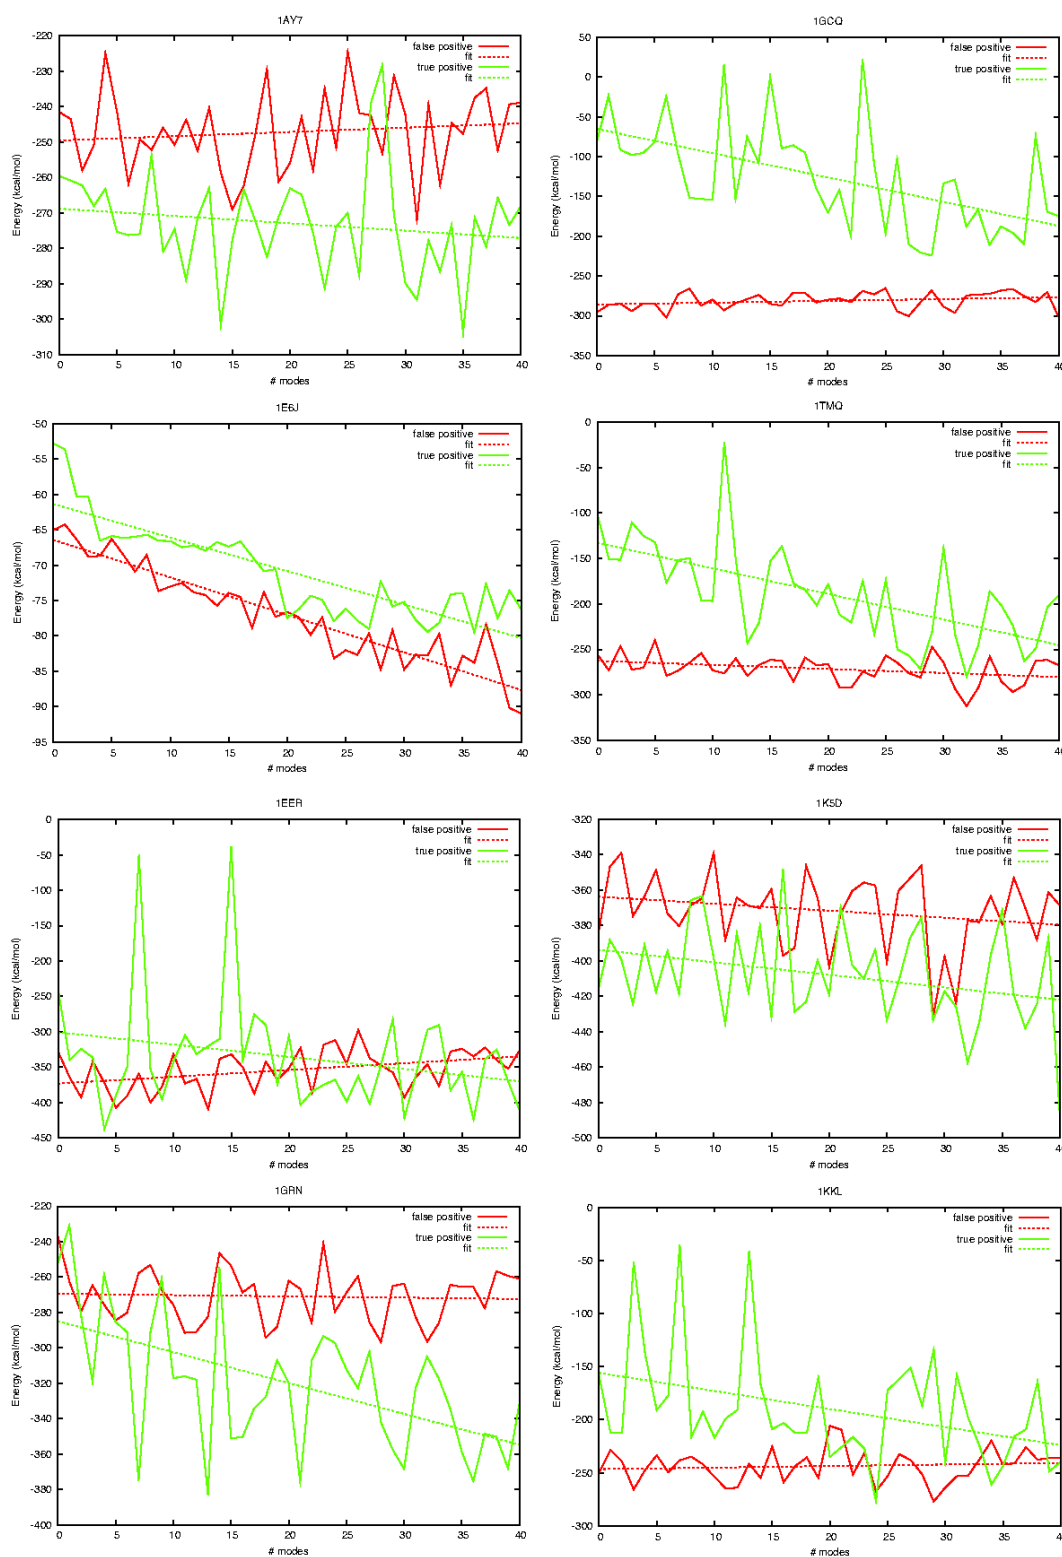 1AY7
false positive
fit
true positive
fit
Energy (kcal/mol)
-220
-230
-240
-250
-260
-270
-280
-290
-300
-310
0 5 10 15 20 25 30 35 40
# modes
1GCQ
false positive
fit
true positive
fit
Energy (kcal/mol)
50
0
-50
-100
-150
-200
-250
-300
-350
0 5 10 15 20 25 30 35 40
# modes
1E6J
false positive
fit
true positive
fit
Energy (kcal/mol)
-50
-55
-60
-65
-70
-75
-80
-85
-90
-95
0 5 10 15 20 25 30 35 40
# modes
1TMQ
false positive
fit
true positive
fit
Energy (kcal/mol)
0
-50
-100
-150
-200
-250
-300
-350
0 5 10 15 20 25 30 35 40
# modes
1EER
false positive
fit
true positive
fit
Energy (kcal/mol)
0
-50
-100
-150
-200
-250
-300
-350
-400
-450
0 5 10 15 20 25 30 35 40
# modes
1K5D
false positive
fit
true positive
fit
Energy (kcal/mol)
-320
-340
-360
-380
-400
-420
-440
-460
-480
-500
0 5 10 15 20 25 30 35 40
# modes
1GRN
false positive
fit
true positive
fit
Energy (kcal/mol)
-220
-240
-260
-280
-300
-320
-340
-360
-380
-400
0 5 10 15 20 25 30 35 40
# modes
1KKL
false positive
fit
true positive
fit
Energy (kcal/mol)
0
-50
-100
-150
-200
-250
-300
0 5 10 15 20 25 30 35 40
# modes